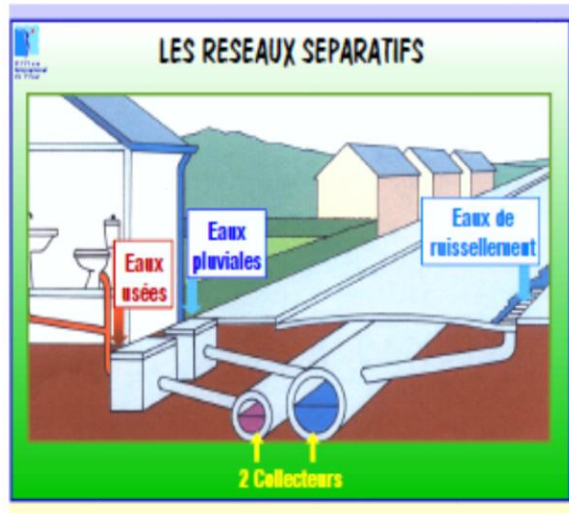 LES RESEAUX SEPARATIFS
Eaux
usées
Eaux
pluviales
Eaux de
ruissellement
2 Collecteurs